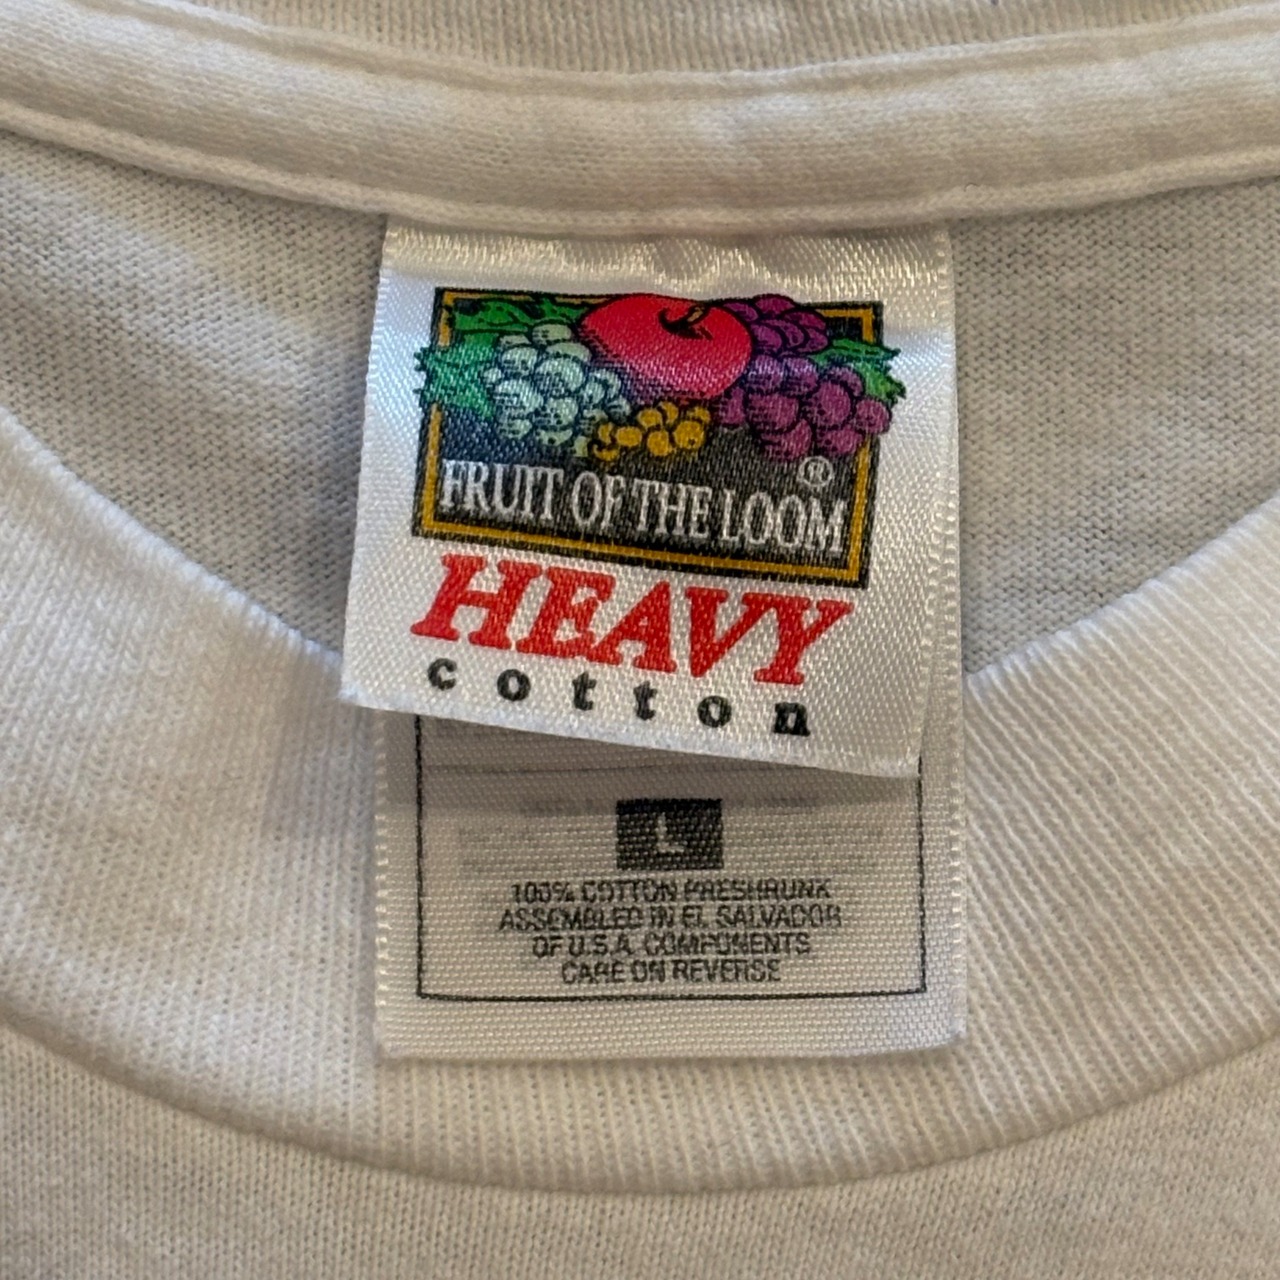 FRUIT OF THE LOOM ®
HEAVY
cotton
L
100% COTTON PRESHRUNK
ASSEMBLED IN EL SALVADOR
OF U.S.A. COMPONENTS
CARE ON REVERSE